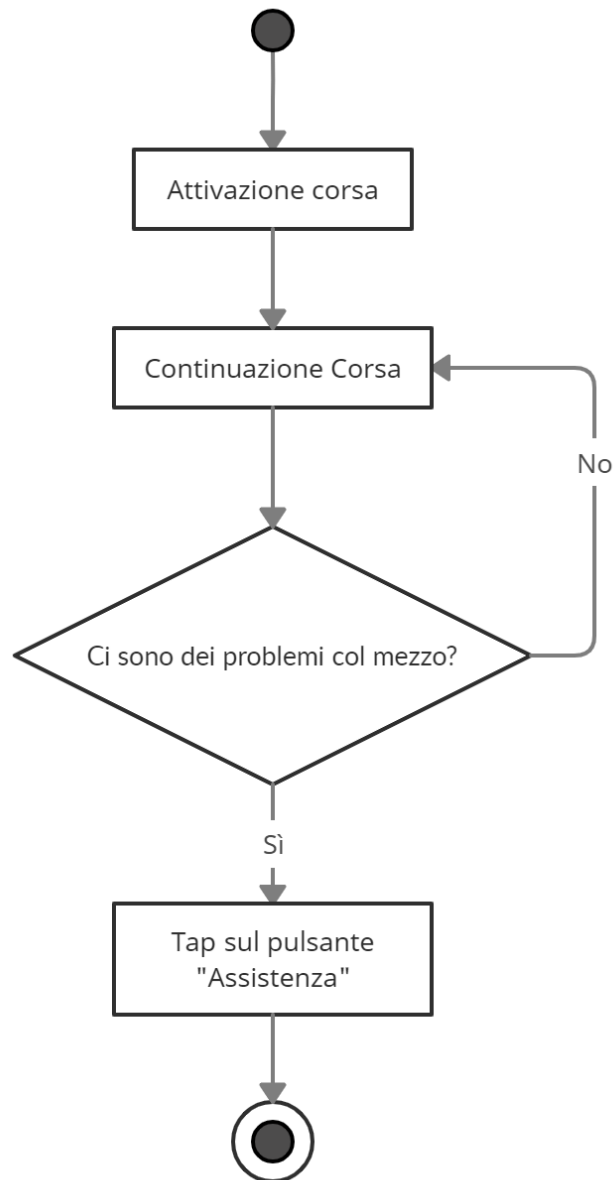 Attivazione corsa
Continuazione Corsa
No
Ci sono dei problemi col mezzo?
Sì
Tap sul pulsante
"Assistenza"